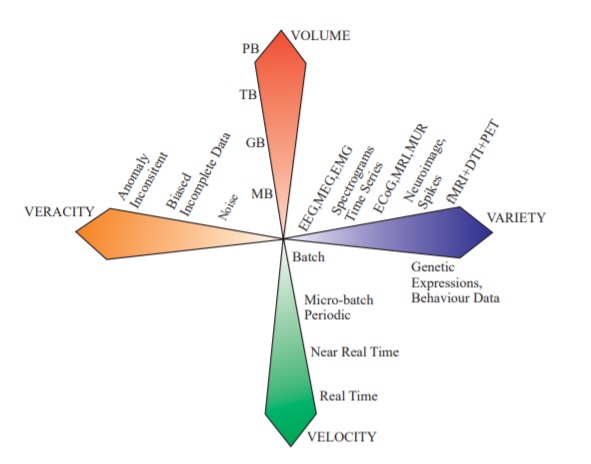 VOLUME
PB
TB
GB
MB
VERACITY
Anomaly
Inconsitent
Biased
Incomplete Data
Noise
EEG,MEG,EMG
Spectrograms
Time Series
ECoG,MRI,MUR
Neuroimage,
Spikes
fMRI+DTI+PET
VARIETY
Genetic
Expressions,
Behaviour Data
Batch
Micro-batch
Periodic
Near Real Time
Real Time
VELOCITY